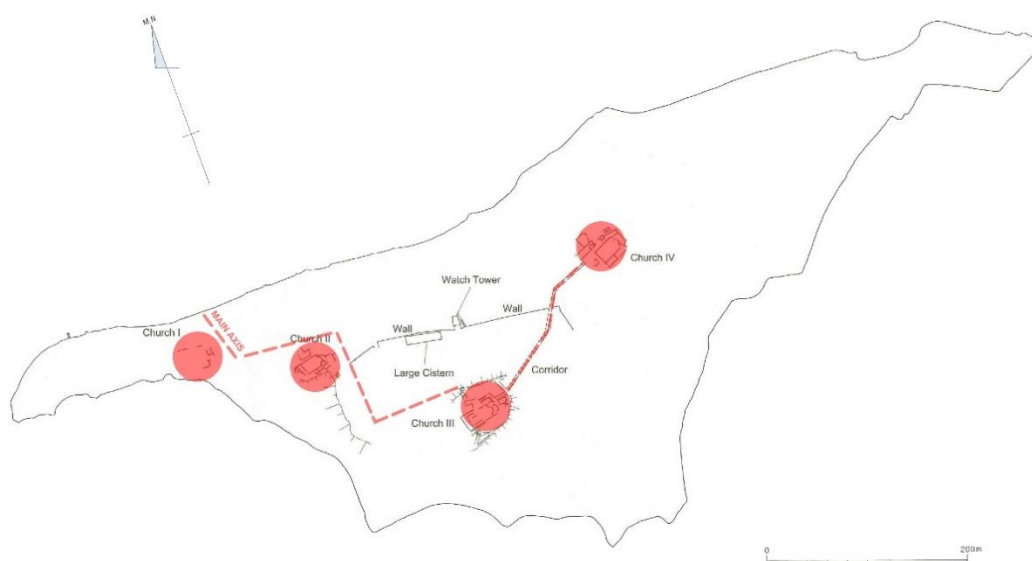 M.N
Church IV
Watch Tower
Wall
Wall
MAIN AXIS
Church I
Church II
Large Cistern
Corridor
Church III
0
200m